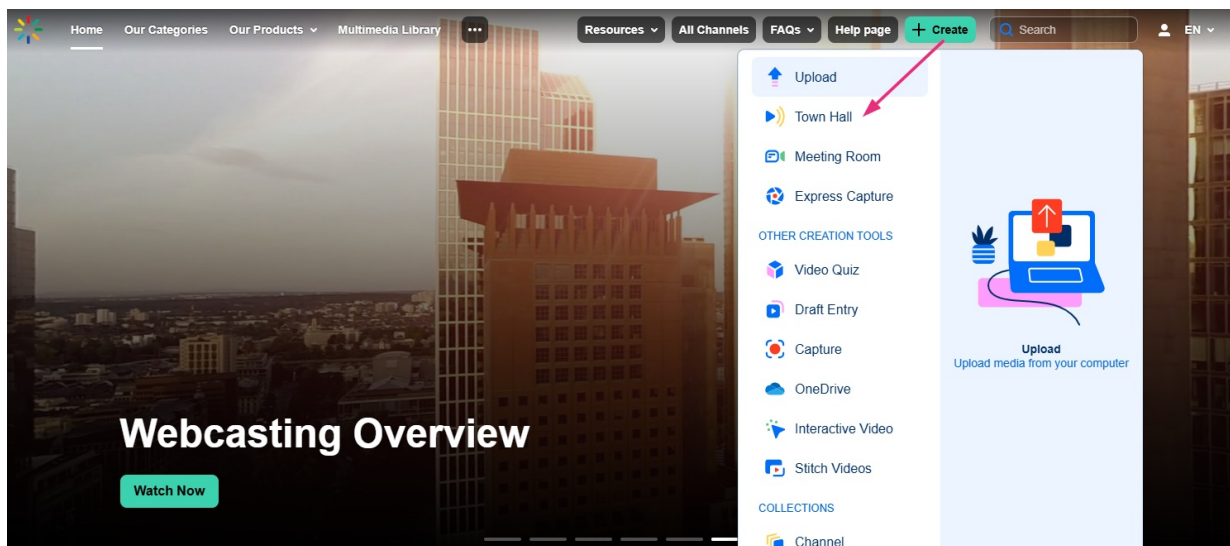 Home Our Categories Our Products Multimedia Library ... Resources All Channels FAQs Help page + Create Search EN
Upload
Town Hall
Meeting Room
Express Capture
OTHER CREATION TOOLS
Video Quiz
Draft Entry
Capture
OneDrive
Interactive Video
Stitch Videos
COLLECTIONS
Channel
Upload
Upload media from your computer
Webcasting Overview
Watch Now